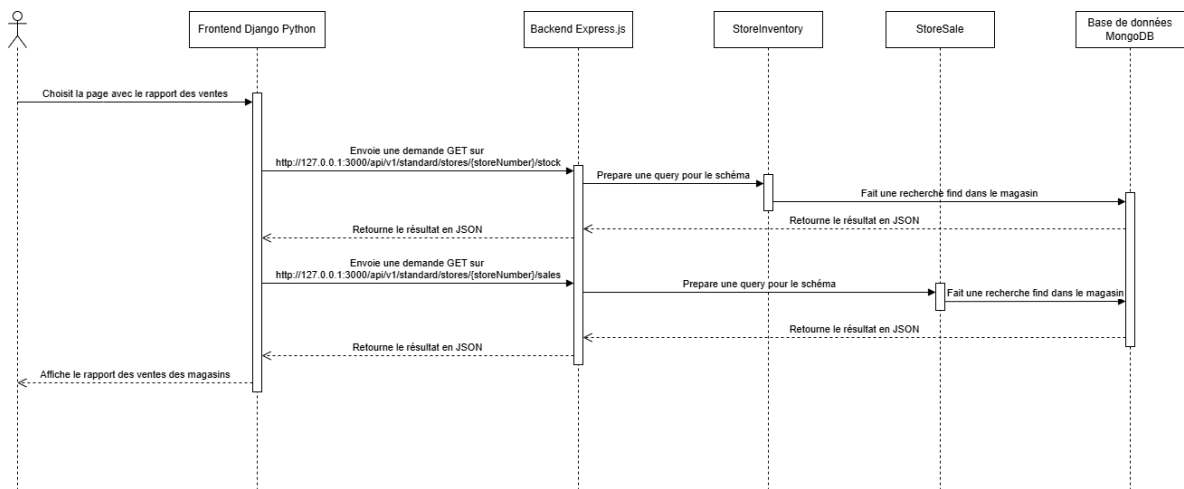 Frontend Django Python
Backend Express.js
StoreInventory
StoreSale
Base de données
MongoDB
Choisit la page avec le rapport des ventes
Envoie une demande GET sur
http://127.0.0.1:3000/api/v1/standard/stores/{storeNumber}/stock
Prepare une query pour le schéma
Fait une recherche find dans le magasin
Retourne le résultat en JSON
Retourne le résultat en JSON
Envoie une demande GET sur
http://127.0.0.1:3000/api/v1/standard/stores/{storeNumber}/sales
Prepare une query pour le schéma
Fait une recherche find dans le magasin
Retourne le résultat en JSON
Retourne le résultat en JSON
Affiche le rapport des ventes des magasins